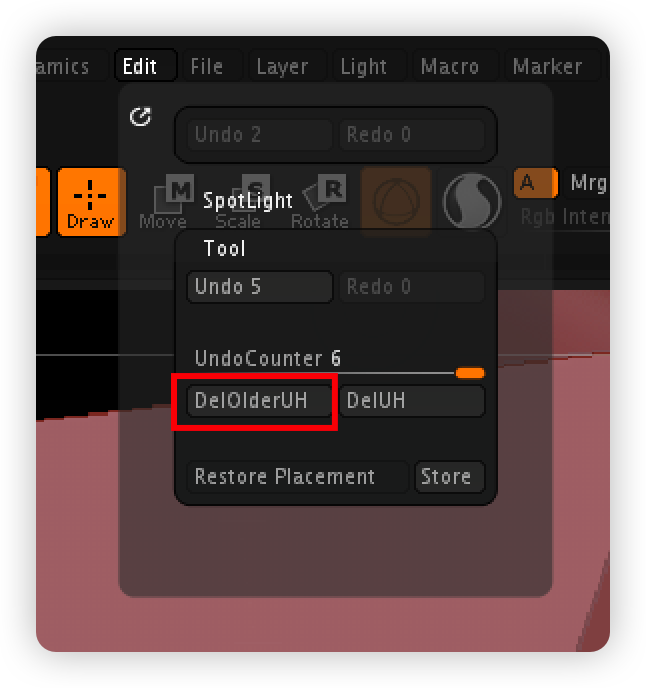 amics Edit File Layer Light Macro Marker
Undo 2 Redo 0
A Mrg
SpotLight
Draw Move Scale Rotate Rgb Inten
M S R
Tool
Undo 5 Redo 0
UndoCounter 6
DelOlderUH DelUH
Restore Placement Store